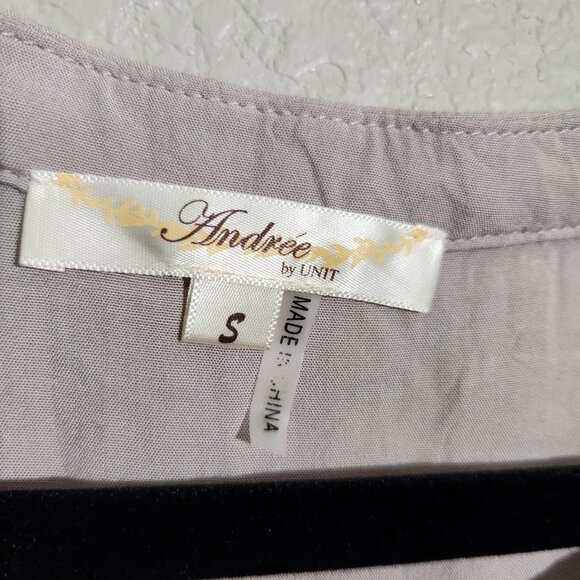 Andrée
by UNIT
S
MADE IN CHINA